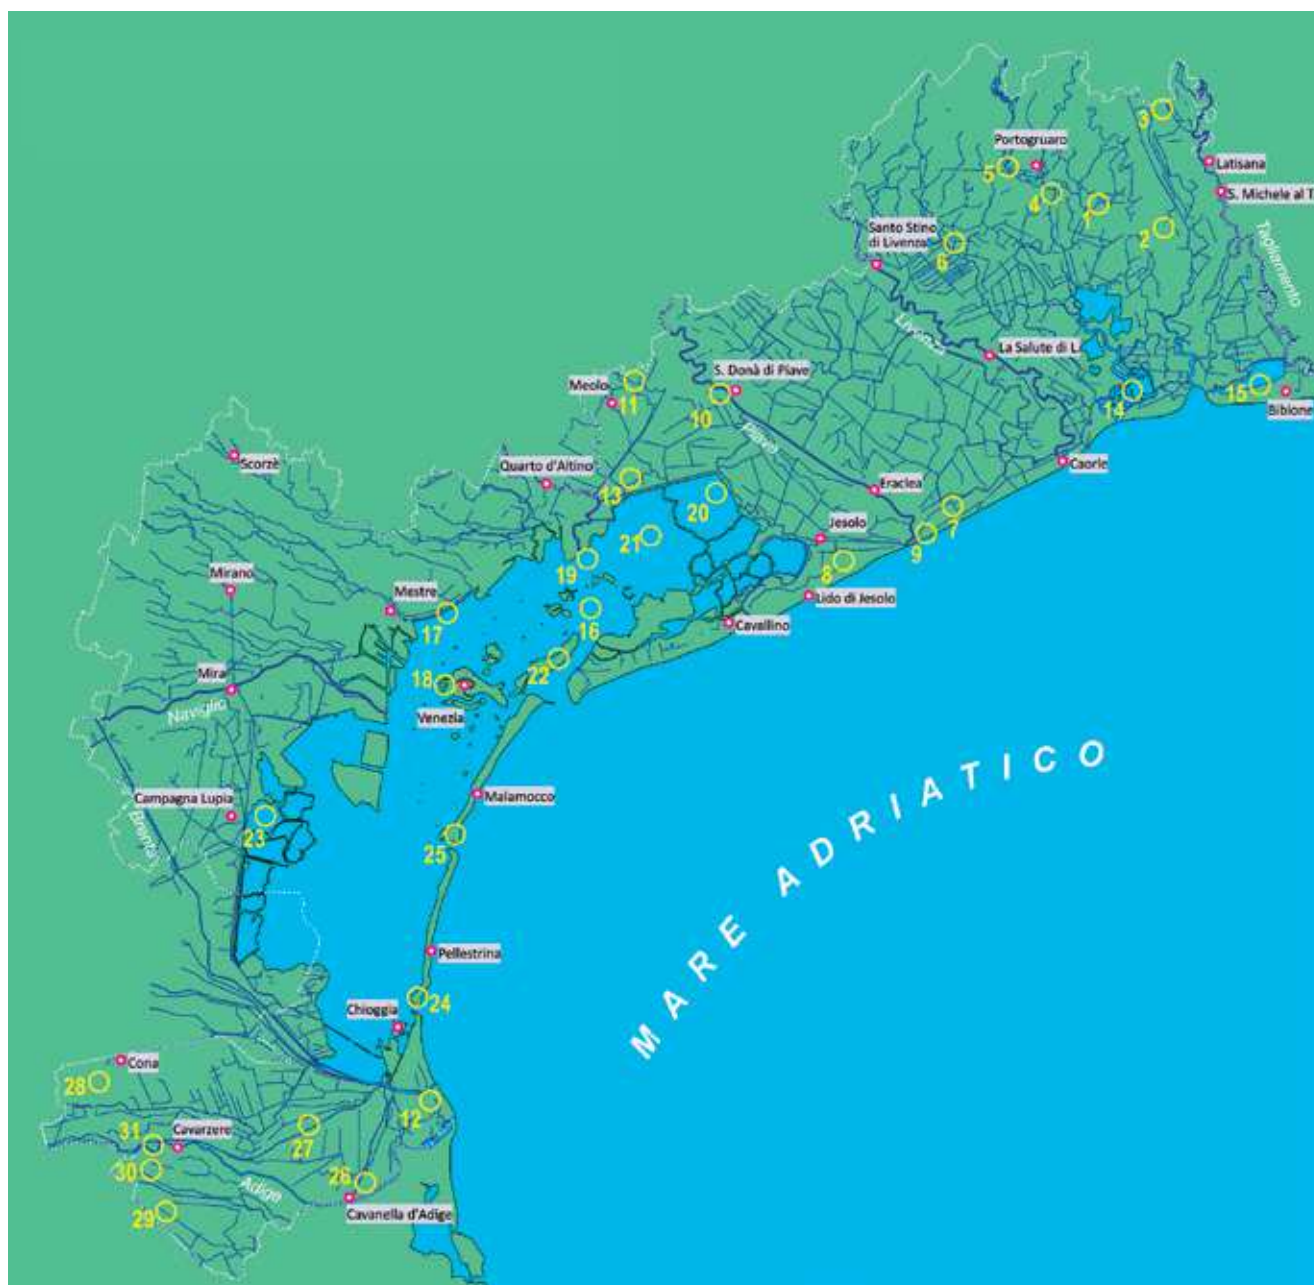 3
Portogruaro
Latisana
5
S. Michele al T
4
1
Santo Stino
di Livenza
2
6
Tagliamento
Livenza
La Salute di L.
Meolo
11
S. Donà di Piave
10
14
15
Bibione
Piave
Scorzè
Quarto d'Altino
Caorle
13
20
Eraclea
7
21
Jesolo
9
19
8
Mirano
Mestre
17
16
Lido di Jesolo
Cavallino
22
Mira
18
Naviglio
Venezia
MARE ADRIATICO
Malamocco
Campagna Lupia
23
Brenta
25
Pellestrina
24
Chioggia
Cona
28
12
31
Cavarzere
27
30
26
Adige
29
Cavanella d'Adige